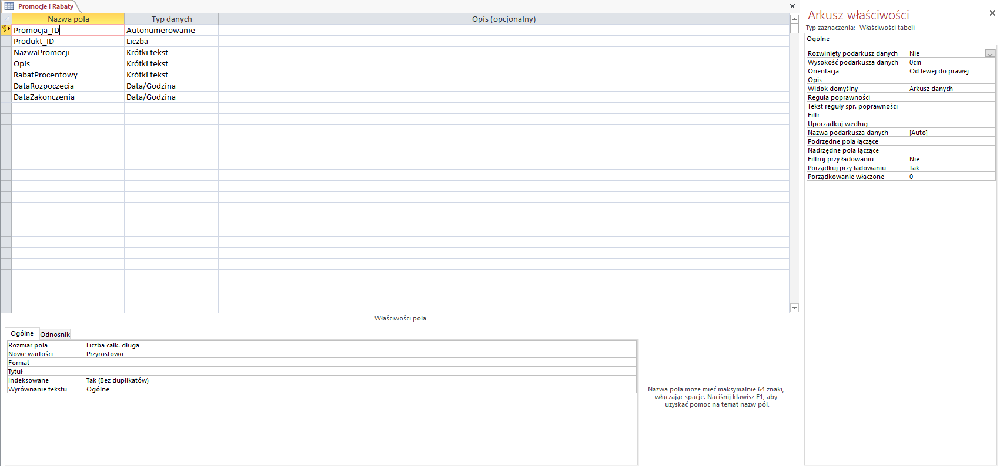 Promocje i Rabaty
Nazwa pola Typ danych Opis (opcjonalny)
Promocja_ID Autonumerowanie
Produkt_ID Liczba
NazwaPromocji Krótki tekst
Opis Krótki tekst
RabatProcentowy Krótki tekst
DataRozpoczecia Data/Godzina
DataZakonczenia Data/Godzina
Właściwości pola
Ogólne Odnośnik
Rozmiar pola Liczba całk. długa
Nowe wartości Przyrostowo
Format
Tytuł
Indeksowane Tak (Bez duplikatów)
Wyrównanie tekstu Ogólne
Nazwa pola może mieć maksymalnie 64 znaki,
włączając spacje. Naciśnij klawisz F1, aby
uzyskać pomoc na temat nazw pól.
Arkusz właściwości
Typ zaznaczenia: Właściwości tabeli
Ogólne
Rozwinięty podarkusz danych Nie
Wysokość podarkusza danych 0cm
Orientacja Od lewej do prawej
Opis
Widok domyślny Arkusz danych
Reguła poprawności
Tekst reguły spr. poprawności
Filtr
Uporządkuj według
Nazwa podarkusza danych [Auto]
Podrzędne pola łączące
Nadrzędne pola łączące
Filtruj przy ładowaniu Nie
Porządkuj przy ładowaniu Tak
Porządkowanie włączone 0